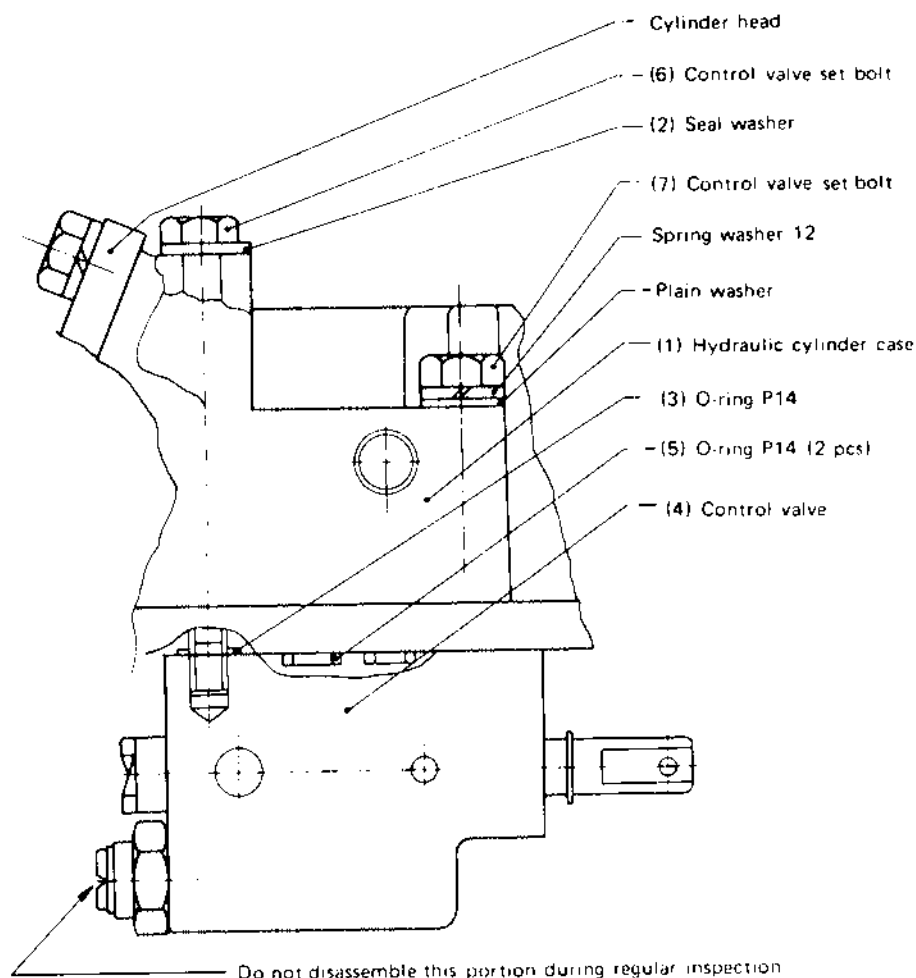 Cylinder head
(6) Control valve set bolt
(2) Seal washer
(7) Control valve set bolt
Spring washer 12
Plain washer
(1) Hydraulic cylinder case
(3) O-ring P14
(5) O-ring P14 (2 pcs)
(4) Control valve
Do not disassemble this portion during regular inspection